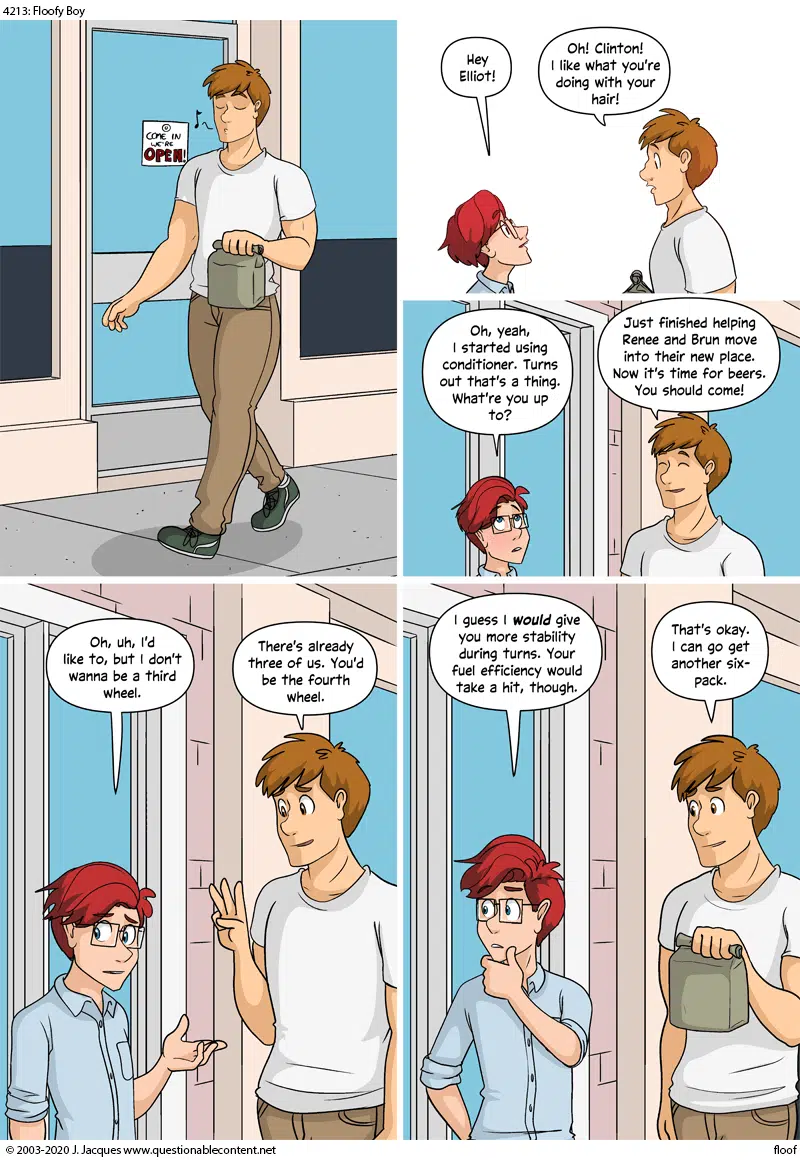 4213: Floofy Boy
COME IN
WE'RE
OPEN!
Hey
Elliot!
Oh! Clinton!
I like what you're
doing with your
hair!
Oh, yeah,
I started using
conditioner. Turns
out that's a thing.
What're you up
to?
Just finished helping
Renee and Brun move
into their new place.
Now it's time for beers.
You should come!
Oh, uh, I'd
like to, but I don't
wanna be a third
wheel.
There's already
three of us. You'd
be the fourth
wheel.
I guess I would give
you more stability
during turns. Your
fuel efficiency would
take a hit, though.
That's okay.
I can go get
another six-
pack.
© 2003-2020 J. Jacques www.questionablecontent.net
floof